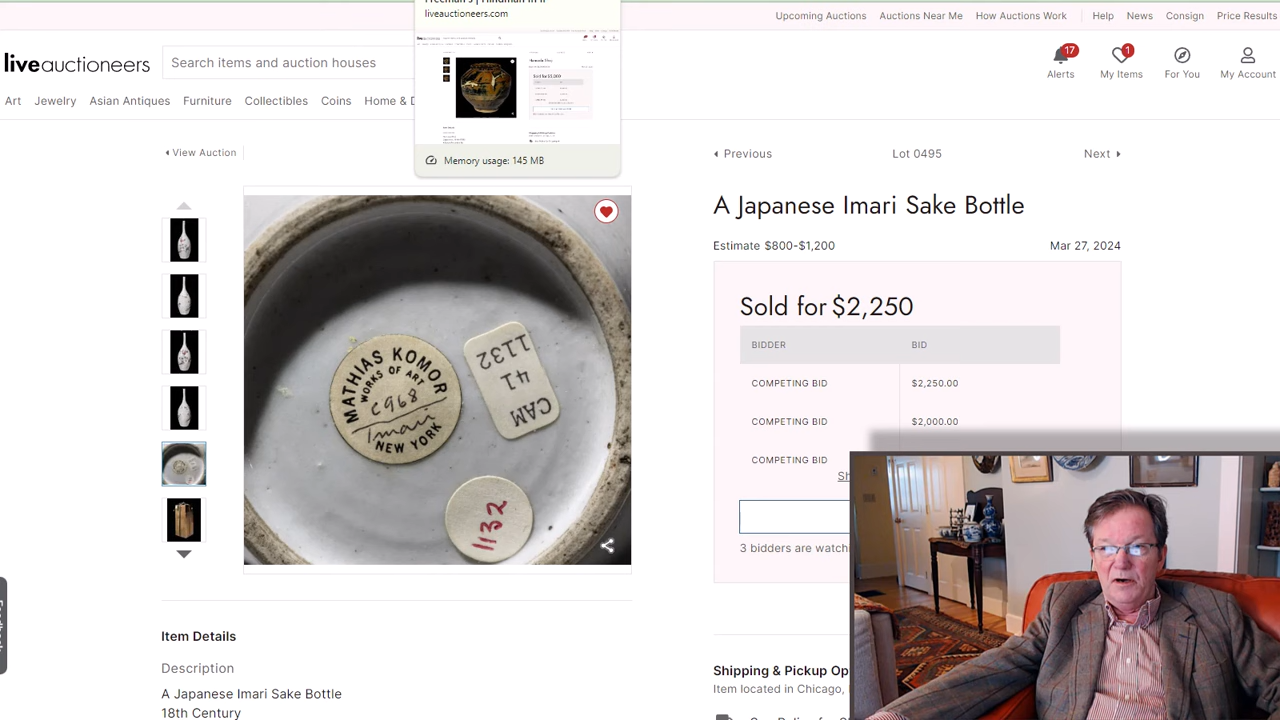 liveauctioneers.com
Memory usage: 145 MB
Upcoming Auctions Auctions Near Me How Auctions Work Help News Consign Price Results
liveauctioneers
Search items and auction houses
17
1
Alerts My Items For You
Art Jewelry Asian Antiques Furniture Coins
View Auction
Previous Lot 0495 Next
A Japanese Imari Sake Bottle
Estimate $800-$1,200 Mar 27, 2024
Sold for $2,250
BIDDER BID
COMPETING BID $2,250.00
COMPETING BID $2,000.00
COMPETING BID
3 bidders are
MATHIAS KOMOR
WORKS OF ART
C968
Imari
NEW YORK
CAM
41
1132
1132
Item Details
Description
A Japanese Imari Sake Bottle
18th Century
Shipping & Pickup
Item located in Chicago,